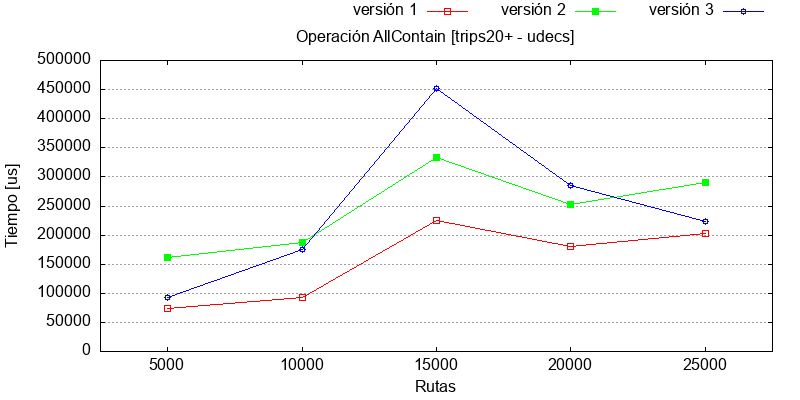 versión 1 versión 2 versión 3
Operación AllContain [trips20+ - udecs]
500000
450000
400000
350000
300000
250000
200000
150000
100000
50000
0
Tiempo [us]
5000 10000 15000 20000 25000
Rutas